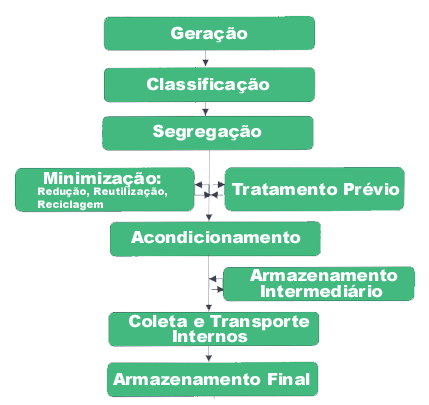 Geração
Classificação
Segregação
Minimização:
Redução, Reutilização,
Reciclagem
Tratamento Prévio
Acondicionamento
Armazenamento
Intermediário
Coleta e Transporte
Internos
Armazenamento Final